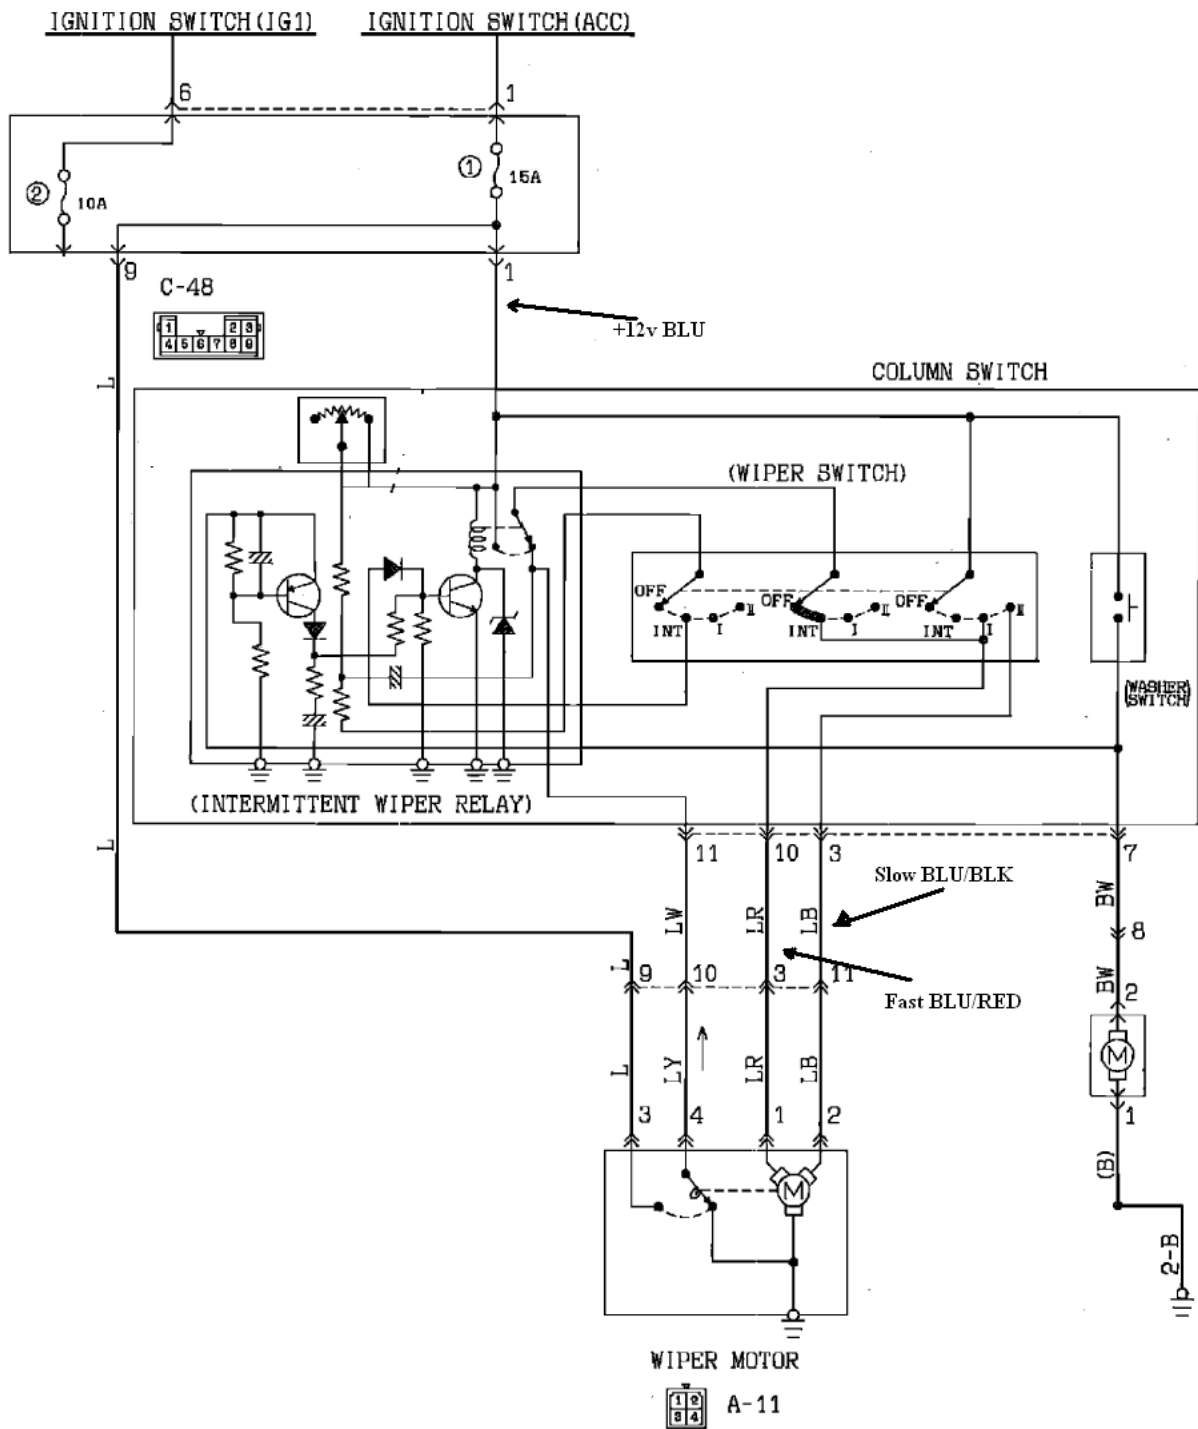 IGNITION SWITCH(IG1) IGNITION SWITCH(ACC)
6 1
① 15A
② 10A
9 1
C-48
1 2 3
4 5 6 7 8 9
+12v BLU
L
COLUMN SWITCH
(WIPER SWITCH)
OFF OFF OFF
INT I II INT I II INT I II
(WASHER SWITCH)
(INTERMITTENT WIPER RELAY)
L
11 10 3 7
Slow BLU/BLK
LW LR LB BW
8
L 9 10 3 11
Fast BLU/RED
BW 2
L LY LR LB
M
3 4 1 2 1
(B)
M
2-B
WIPER MOTOR
1 2
3 4
A-11